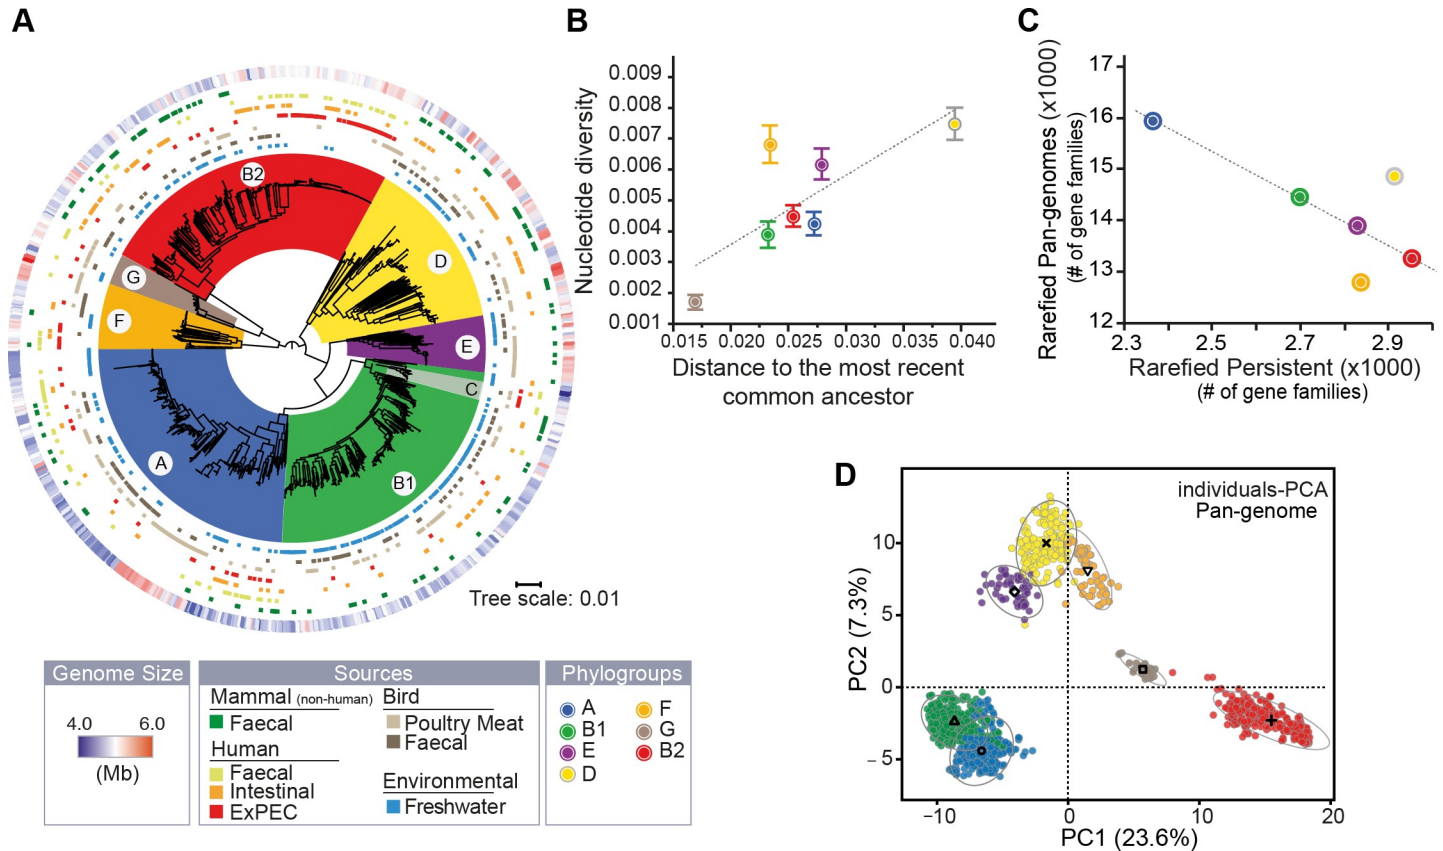 A
B2
G
D
F
E
C
A
B1
Tree scale: 0.01
Genome Size
4.0 6.0
(Mb)
Sources
Mammal (non-human)
Faecal
Human
Faecal
Intestinal
ExPEC
Bird
Poultry Meat
Faecal
Environmental
Freshwater
Phylogroups
A
B1
E
D
F
G
B2
B
Nucleotide diversity
0.009
0.008
0.007
0.006
0.005
0.004
0.003
0.002
0.001
0.015 0.020 0.025 0.030 0.035 0.040
Distance to the most recent
common ancestor
C
Rarefied Pan-genomes (x1000)
(# of gene families)
17
16
15
14
13
12
2.3 2.5 2.7 2.9
Rarefied Persistent (x1000)
(# of gene families)
D
individuals-PCA
Pan-genome
PC2 (7.3%)
10
5
0
−5
−10 0 10 20
PC1 (23.6%)